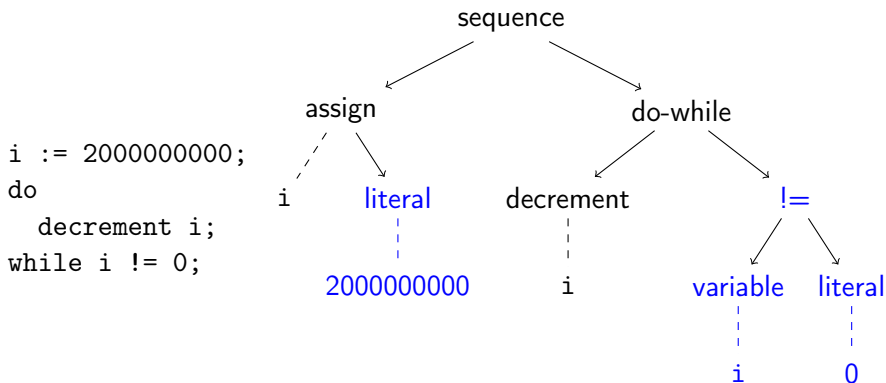 sequence
assign do-while
i := 2000000000;
do
decrement i;
while i != 0;
i literal decrement !=
2000000000 i variable literal
i 0